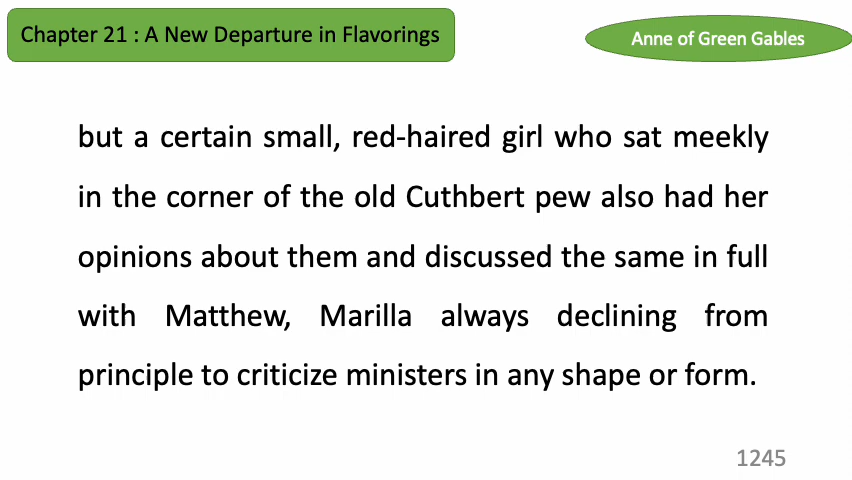 Chapter 21 : A New Departure in Flavorings
Anne of Green Gables
but a certain small, red-haired girl who sat meekly
in the corner of the old Cuthbert pew also had her
opinions about them and discussed the same in full
with Matthew, Marilla always declining from
principle to criticize ministers in any shape or form.
1245